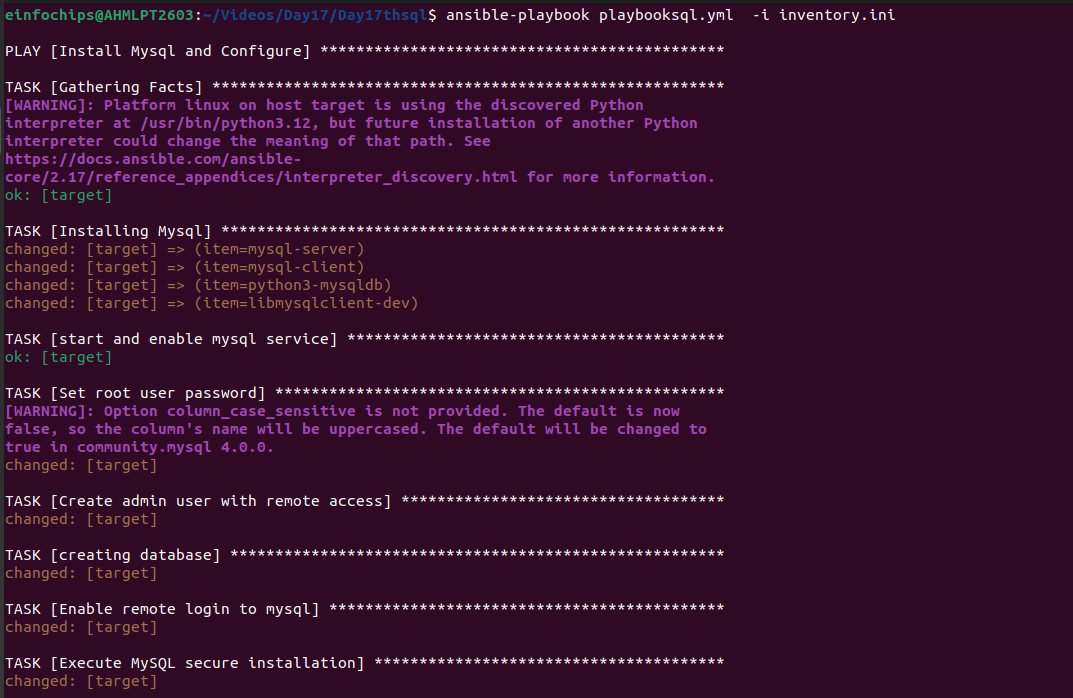 einfochips@AHMLPT2603:~/Videos/Day17/Day17thsql$ ansible-playbook playbooksql.yml  -i inventory.ini
PLAY [Install Mysql and Configure] *********************************************
TASK [Gathering Facts] *********************************************************
[WARNING]: Platform linux on host target is using the discovered Python
interpreter at /usr/bin/python3.12, but future installation of another Python
interpreter could change the meaning of that path. See
https://docs.ansible.com/ansible-
core/2.17/reference_appendices/interpreter_discovery.html for more information.
ok: [target]
TASK [Installing Mysql] ********************************************************
changed: [target] => (item=mysql-server)
changed: [target] => (item=mysql-client)
changed: [target] => (item=python3-mysqldb)
changed: [target] => (item=libmysqlclient-dev)
TASK [start and enable mysql service] ******************************************
ok: [target]
TASK [Set root user password] **************************************************
[WARNING]: Option column_case_sensitive is not provided. The default is now
false, so the column's name will be uppercased. The default will be changed to
true in community.mysql 4.0.0.
changed: [target]
TASK [Create admin user with remote access] ************************************
changed: [target]
TASK [creating database] *******************************************************
changed: [target]
TASK [Enable remote login to mysql] ********************************************
changed: [target]
TASK [Execute MySQL secure installation] ***************************************
changed: [target]